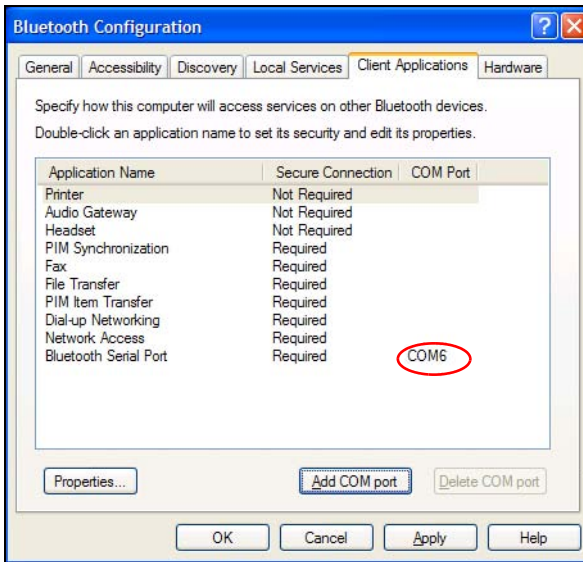 Bluetooth Configuration
General Accessibility Discovery Local Services Client Applications Hardware
Specify how this computer will access services on other Bluetooth devices.
Double-click an application name to set its security and edit its properties.
Application Name Secure Connection COM Port
Printer Not Required
Audio Gateway Not Required
Headset Not Required
PIM Synchronization Required
Fax Required
File Transfer Required
PIM Item Transfer Required
Dial-up Networking Required
Network Access Required
Bluetooth Serial Port Required COM6
Properties... Add COM port Delete COM port
OK Cancel Apply Help